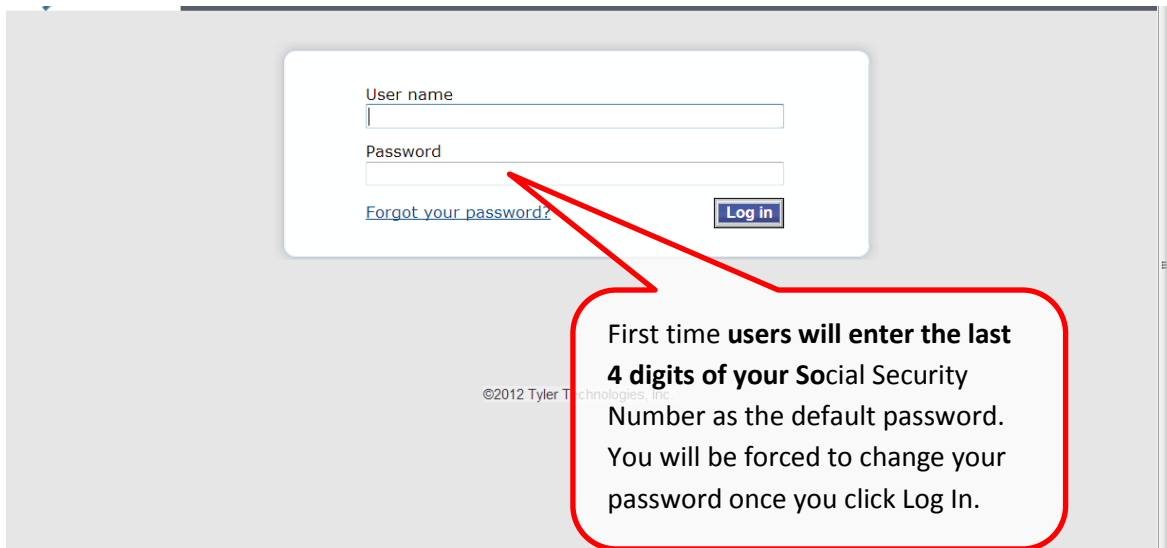 User name
Password
Forgot your password?
Log in
First time users will enter the last
4 digits of your Social Security
Number as the default password.
You will be forced to change your
password once you click Log In.
©2012 Tyler Technologies, Inc.